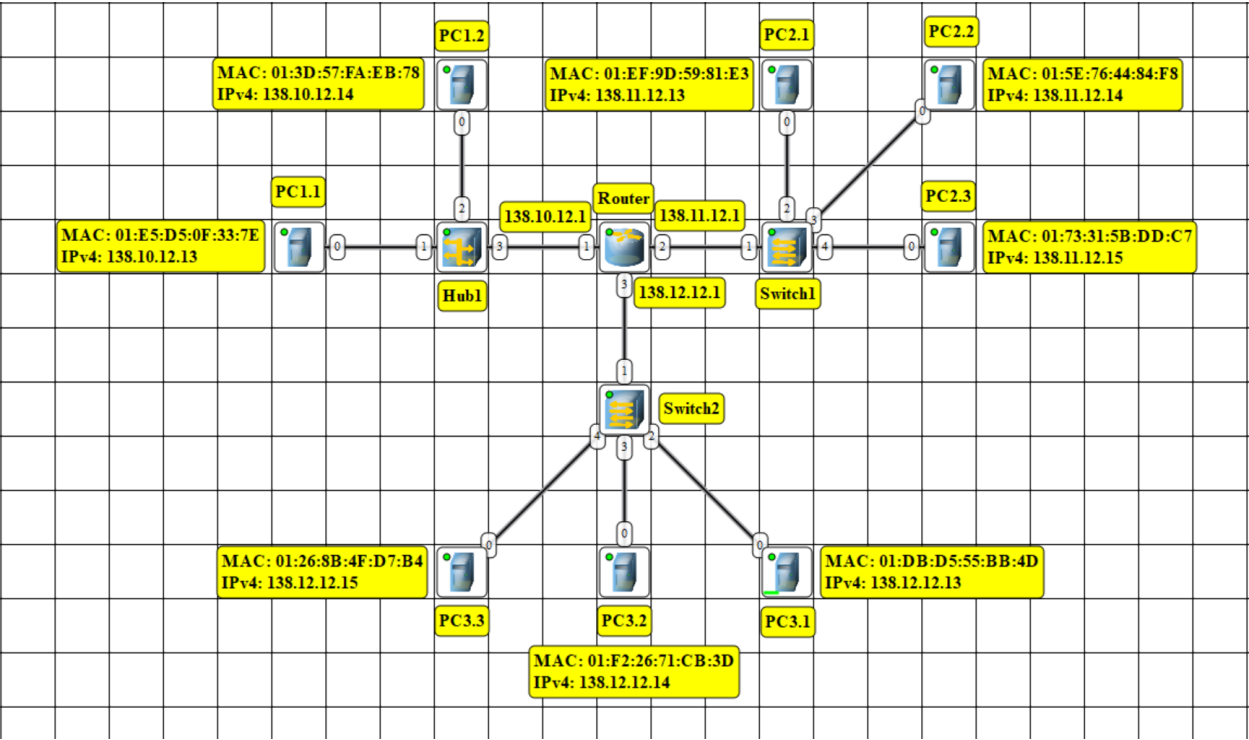 PC1.2
PC2.1
PC2.2
MAC: 01:3D:57:FA:EB:78
IPv4: 138.10.12.14
MAC: 01:EF:9D:59:81:E3
IPv4: 138.11.12.13
MAC: 01:5E:76:44:84:F8
IPv4: 138.11.12.14
0
0
0
PC1.1
Router
PC2.3
2
138.10.12.1
138.11.12.1
2
3
MAC: 01:E5:D5:0F:33:7E
IPv4: 138.10.12.13
0
1
3
1
2
1
4
0
MAC: 01:73:31:5B:DD:C7
IPv4: 138.11.12.15
Hub1
3
138.12.12.1
Switch1
1
Switch2
4
3
2
0
0
0
MAC: 01:26:8B:4F:D7:B4
IPv4: 138.12.12.15
MAC: 01:DB:D5:55:BB:4D
IPv4: 138.12.12.13
PC3.3
PC3.2
PC3.1
MAC: 01:F2:26:71:CB:3D
IPv4: 138.12.12.14